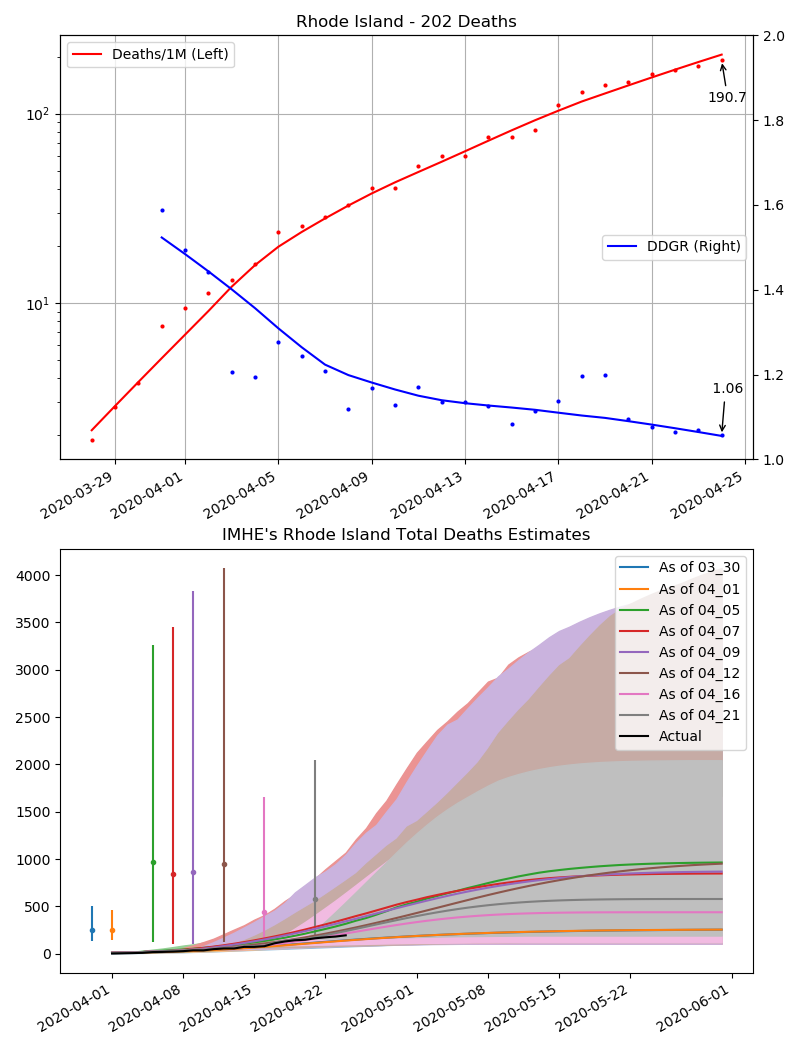 Rhode Island - 202 Deaths
Deaths/1M (Left)
DDGR (Right)
190.7
1.06
10²
10¹
2.0
1.8
1.6
1.4
1.2
1.0
2020-03-29
2020-04-01
2020-04-05
2020-04-09
2020-04-13
2020-04-17
2020-04-21
2020-04-25
IMHE's Rhode Island Total Deaths Estimates
4000
3500
3000
2500
2000
1500
1000
500
0
As of 03_30
As of 04_01
As of 04_05
As of 04_07
As of 04_09
As of 04_12
As of 04_16
As of 04_21
Actual
2020-04-01
2020-04-08
2020-04-15
2020-04-22
2020-05-01
2020-05-08
2020-05-15
2020-05-22
2020-06-01